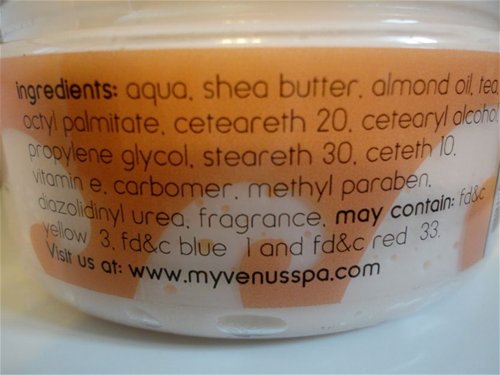 ingredients: aqua, shea butter, almond oil, tea,
octyl palmitate, ceteareth 20, cetearyl alcohol,
propylene glycol, steareth 30, ceteth 10,
vitamin e, carbomer, methyl paraben,
diazolidinyl urea, fragrance, may contain: fd&c
yellow 3, fd&c blue 1 and fd&c red 33.
Visit us at: www.myvenusspa.com